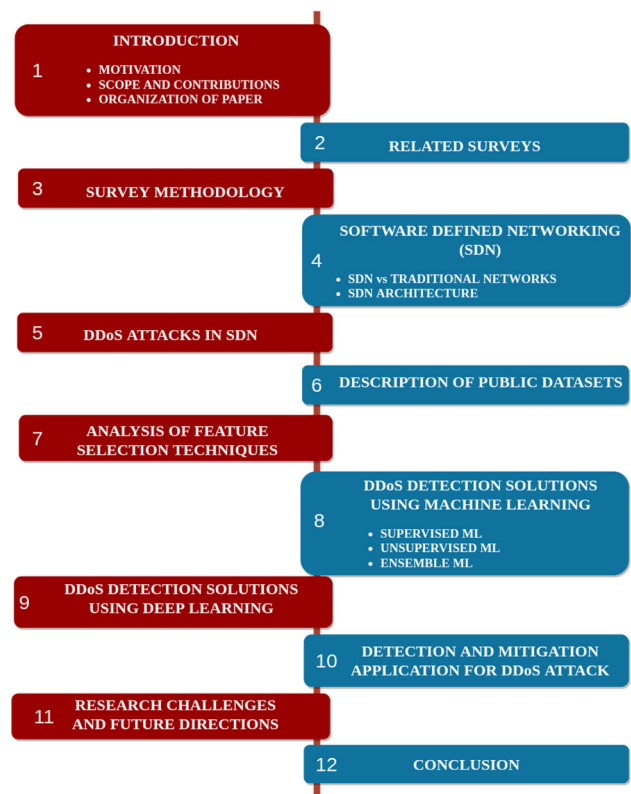 INTRODUCTION
1
• MOTIVATION
• SCOPE AND CONTRIBUTIONS
• ORGANIZATION OF PAPER
2
RELATED SURVEYS
3
SURVEY METHODOLOGY
SOFTWARE DEFINED NETWORKING
(SDN)
4
• SDN vs TRADITIONAL NETWORKS
• SDN ARCHITECTURE
5
DDoS ATTACKS IN SDN
6
DESCRIPTION OF PUBLIC DATASETS
7
ANALYSIS OF FEATURE
SELECTION TECHNIQUES
DDoS DETECTION SOLUTIONS
USING MACHINE LEARNING
8
• SUPERVISED ML
• UNSUPERVISED ML
• ENSEMBLE ML
9
DDoS DETECTION SOLUTIONS
USING DEEP LEARNING
10
DETECTION AND MITIGATION
APPLICATION FOR DDoS ATTACK
11
RESEARCH CHALLENGES
AND FUTURE DIRECTIONS
12
CONCLUSION